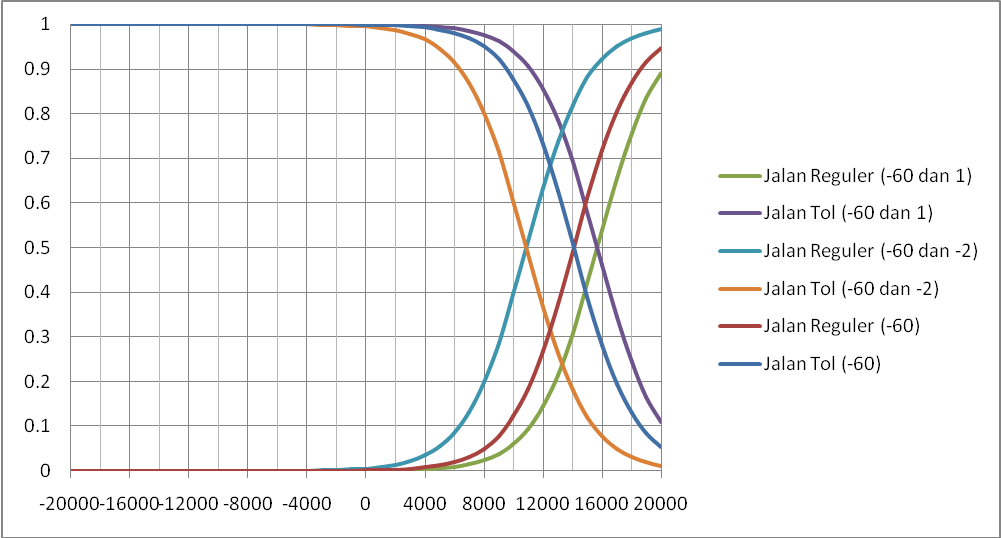 1
0.9
0.8
0.7
0.6
0.5
0.4
0.3
0.2
0.1
0
-20000 -16000 -12000 -8000 -4000 0 4000 8000 12000 16000 20000
Jalan Reguler (-60 dan 1)
Jalan Tol (-60 dan 1)
Jalan Reguler (-60 dan -2)
Jalan Tol (-60 dan -2)
Jalan Reguler (-60)
Jalan Tol (-60)